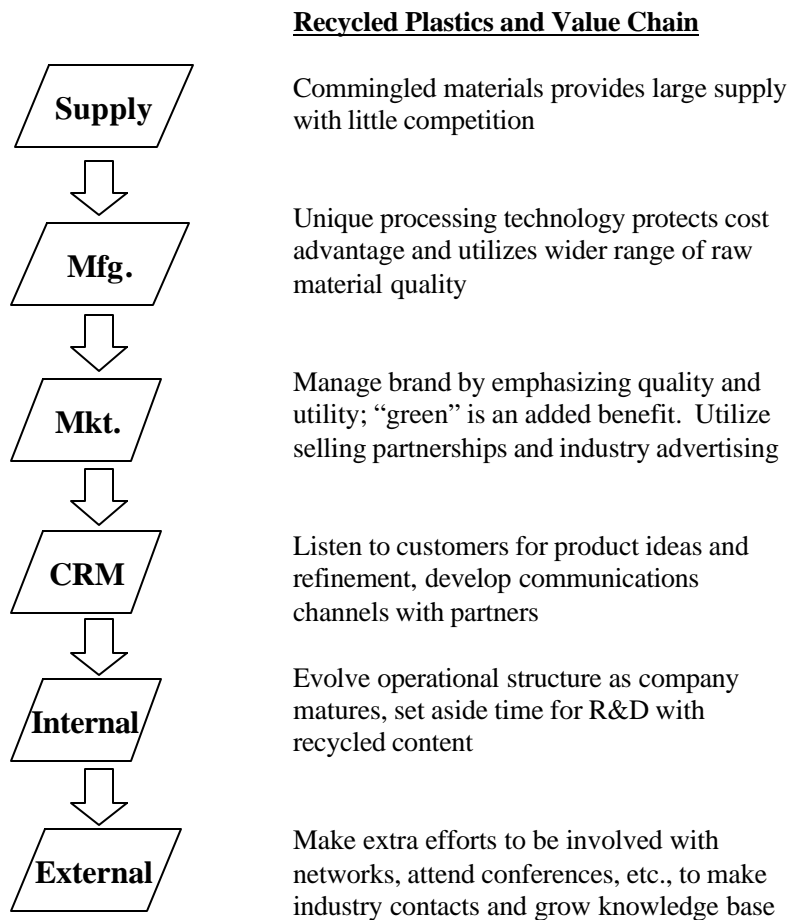 Recycled Plastics and Value Chain
Supply
Commingled materials provides large supply
with little competition
Mfg.
Unique processing technology protects cost
advantage and utilizes wider range of raw
material quality
Mkt.
Manage brand by emphasizing quality and
utility; “green” is an added benefit.  Utilize
selling partnerships and industry advertising
CRM
Listen to customers for product ideas and
refinement, develop communications
channels with partners
Internal
Evolve operational structure as company
matures, set aside time for R&D with
recycled content
External
Make extra efforts to be involved with
networks, attend conferences, etc., to make
industry contacts and grow knowledge base